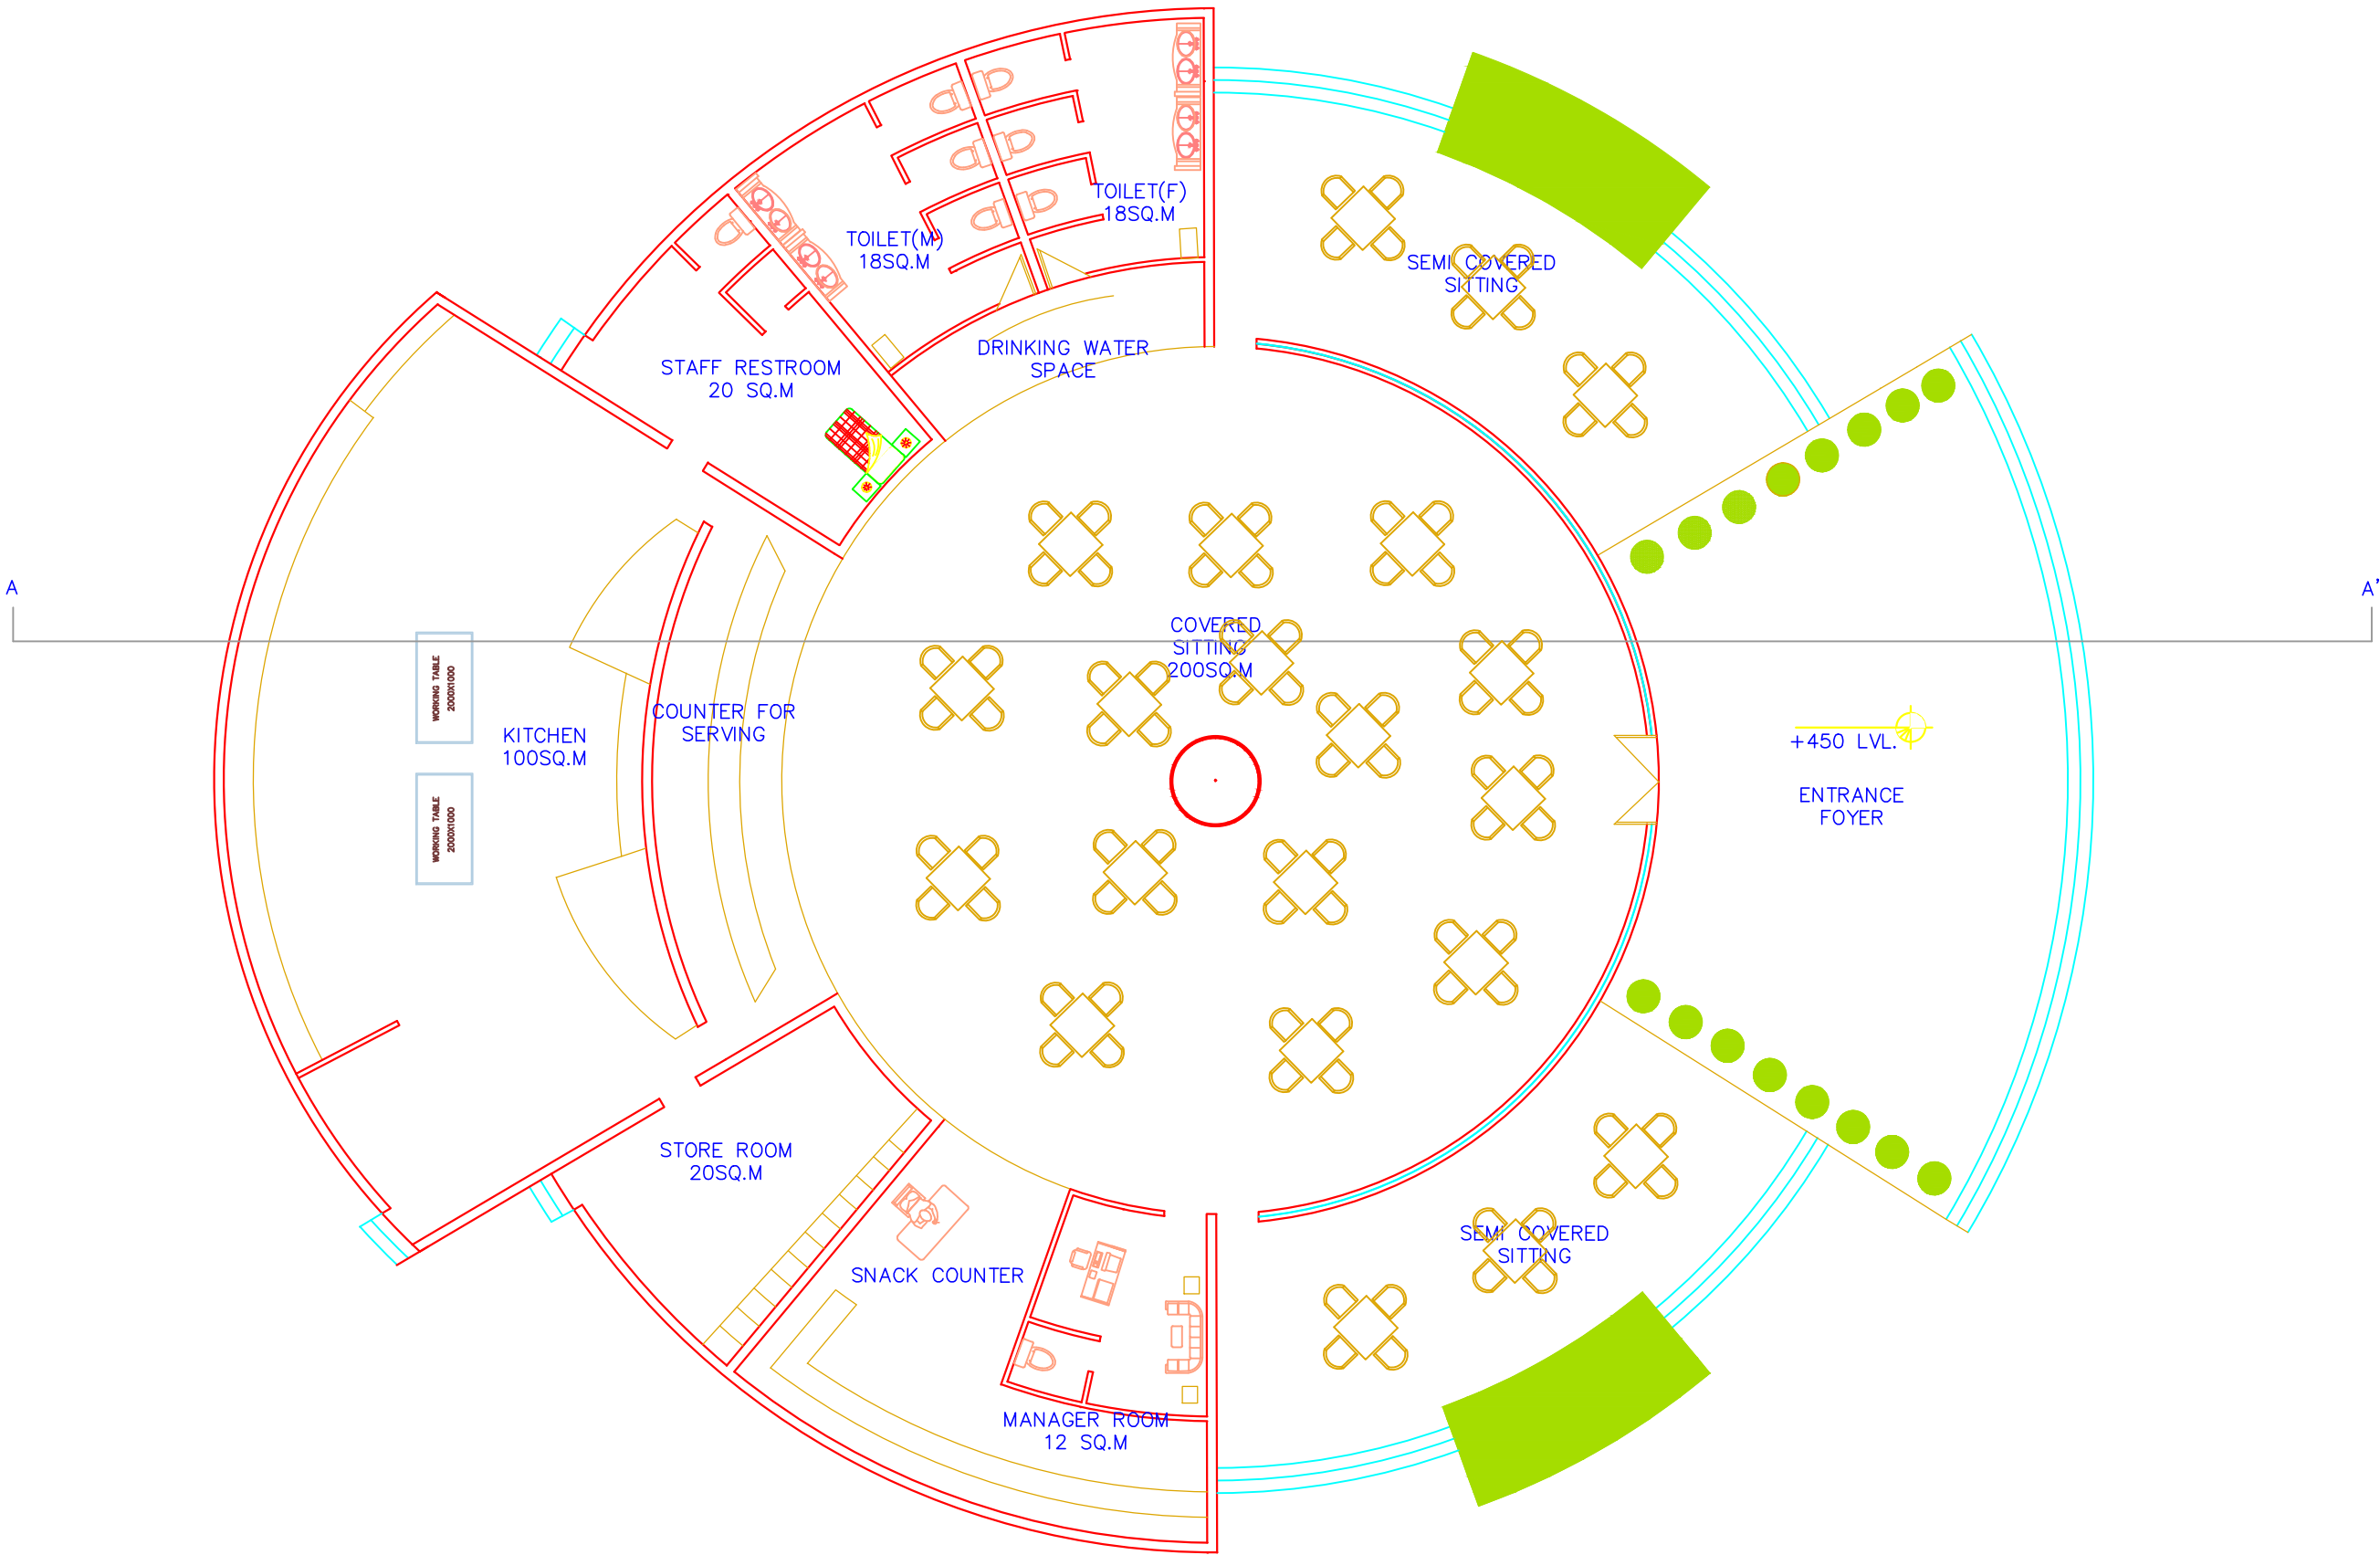 TOILET(F)
18SQ.M
TOILET(M)
18SQ.M
SEMI COVERED
SITTING
DRINKING WATER
SPACE
STAFF RESTROOM
20 SQ.M
A
A'
COVERED
SITTING
200SQ.M
WORKING TABLE
2000X1000
COUNTER FOR
SERVING
KITCHEN
100SQ.M
+450 LVL.
ENTRANCE
FOYER
WORKING TABLE
2000X1000
STORE ROOM
20SQ.M
SEMI COVERED
SITTING
SNACK COUNTER
MANAGER ROOM
12 SQ.M